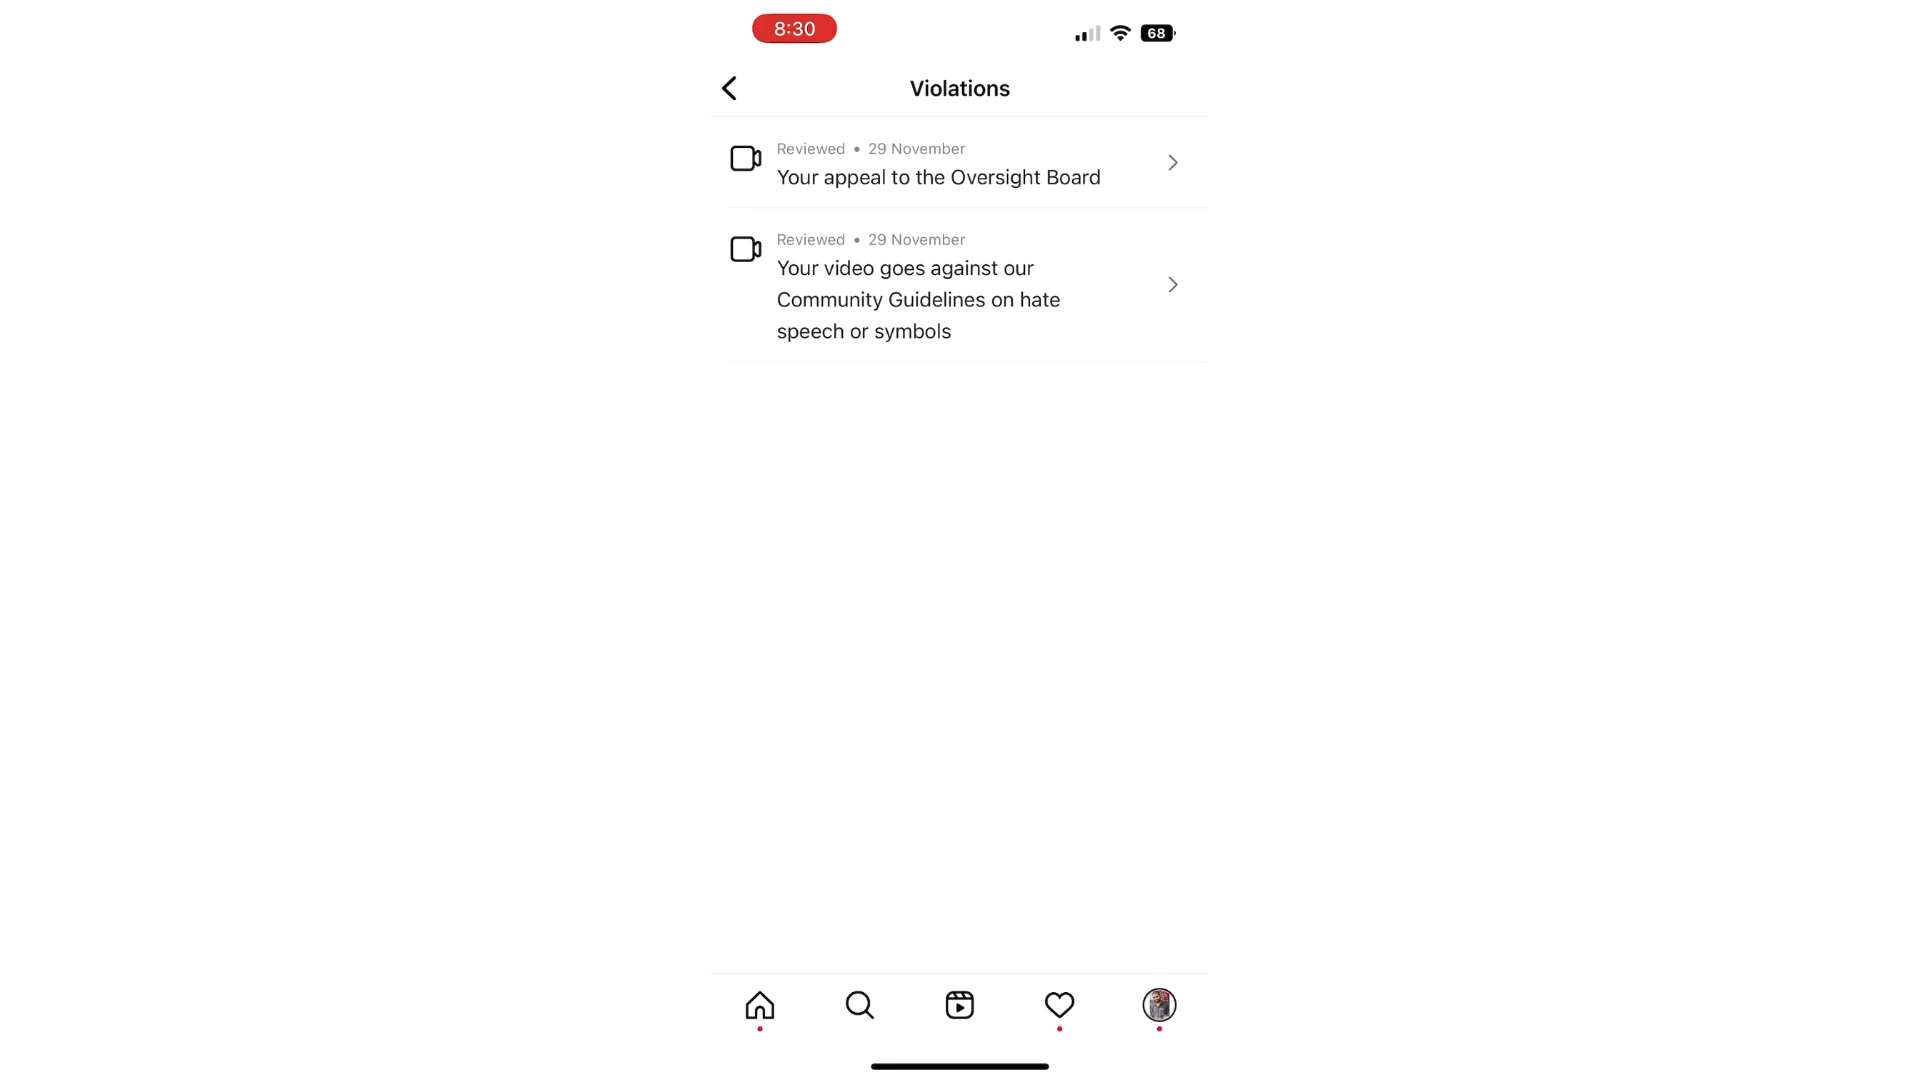 8:30
68
Violations
Reviewed • 29 November
Your appeal to the Oversight Board
Reviewed • 29 November
Your video goes against our
Community Guidelines on hate
speech or symbols